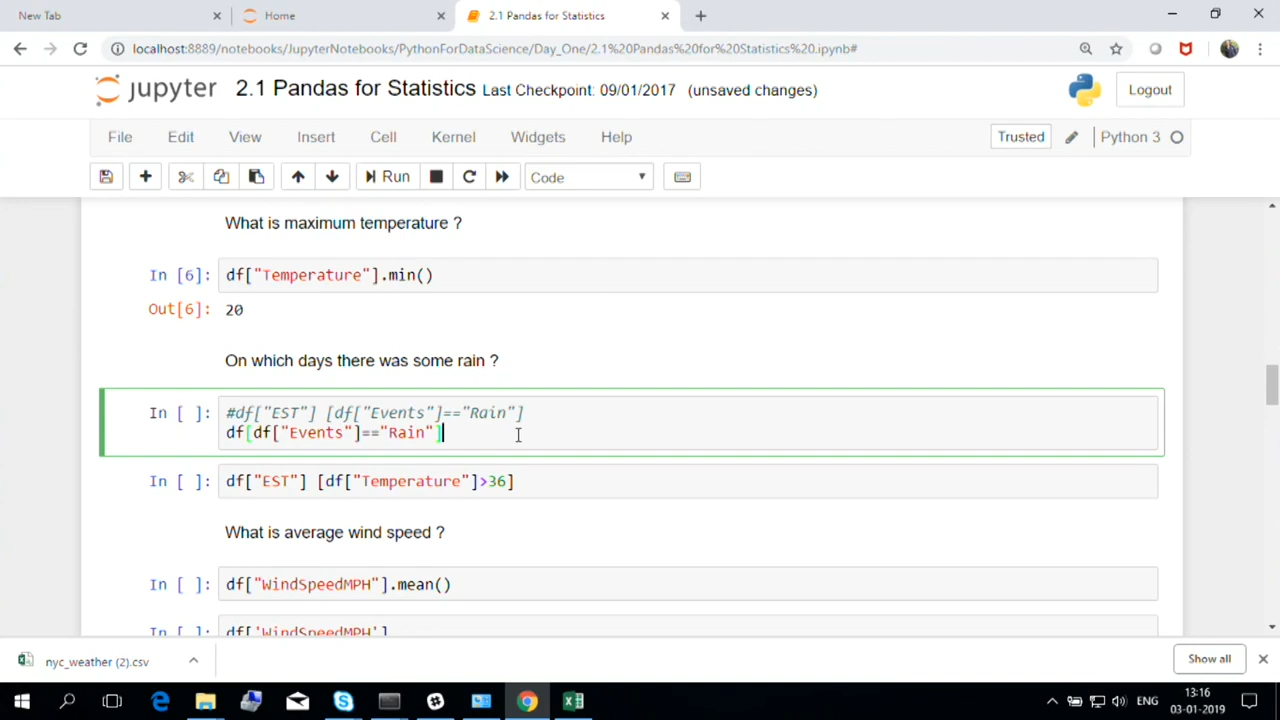 New Tab
Home
2.1 Pandas for Statistics
localhost:8889/notebooks/JupyterNotebooks/PythonForDataScience/Day_One/2.1%20Pandas%20for%20Statistics%20.ipynb#
jupyter 2.1 Pandas for Statistics Last Checkpoint: 09/01/2017 (unsaved changes)
Logout
File Edit View Insert Cell Kernel Widgets Help
Trusted Python 3
Run Code
What is maximum temperature ?
In [6]: df["Temperature"].min()
Out[6]: 20
On which days there was some rain ?
In [ ]: #df["EST"] [df["Events"]=="Rain"]
df[df["Events"]=="Rain"]
In [ ]: df["EST"] [df["Temperature"]>36]
What is average wind speed ?
In [ ]: df["WindSpeedMPH"].mean()
In [ ]: df['WindSpeedMPH']
nyc_weather (2).csv
Show all
ENG
13:16
03-01-2019